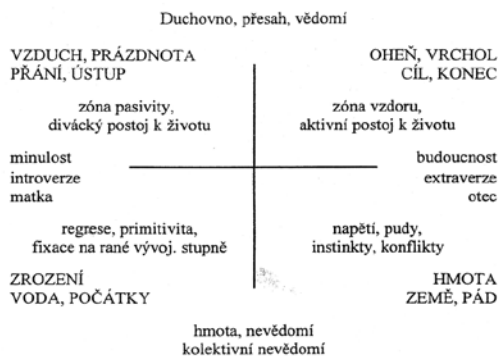 Duchovno, přesah, vědomí
VZDUCH, PRÁZDNOTA
PŘÁNÍ, ÚSTUP
OHEŇ, VRCHOL
CÍL, KONEC
zóna pasivity,
divácký postoj k životu
zóna vzdoru,
aktivní postoj k životu
minulost
introverze
matka
budoucnost
extraverze
otec
regrese, primitivita,
fixace na rané vývoj. stupně
napětí, pudy,
instinkty, konflikty
ZROZENÍ
VODA, POČÁTKY
HMOTA
ZEMĚ, PÁD
hmota, nevědomí
kolektivní nevědomí